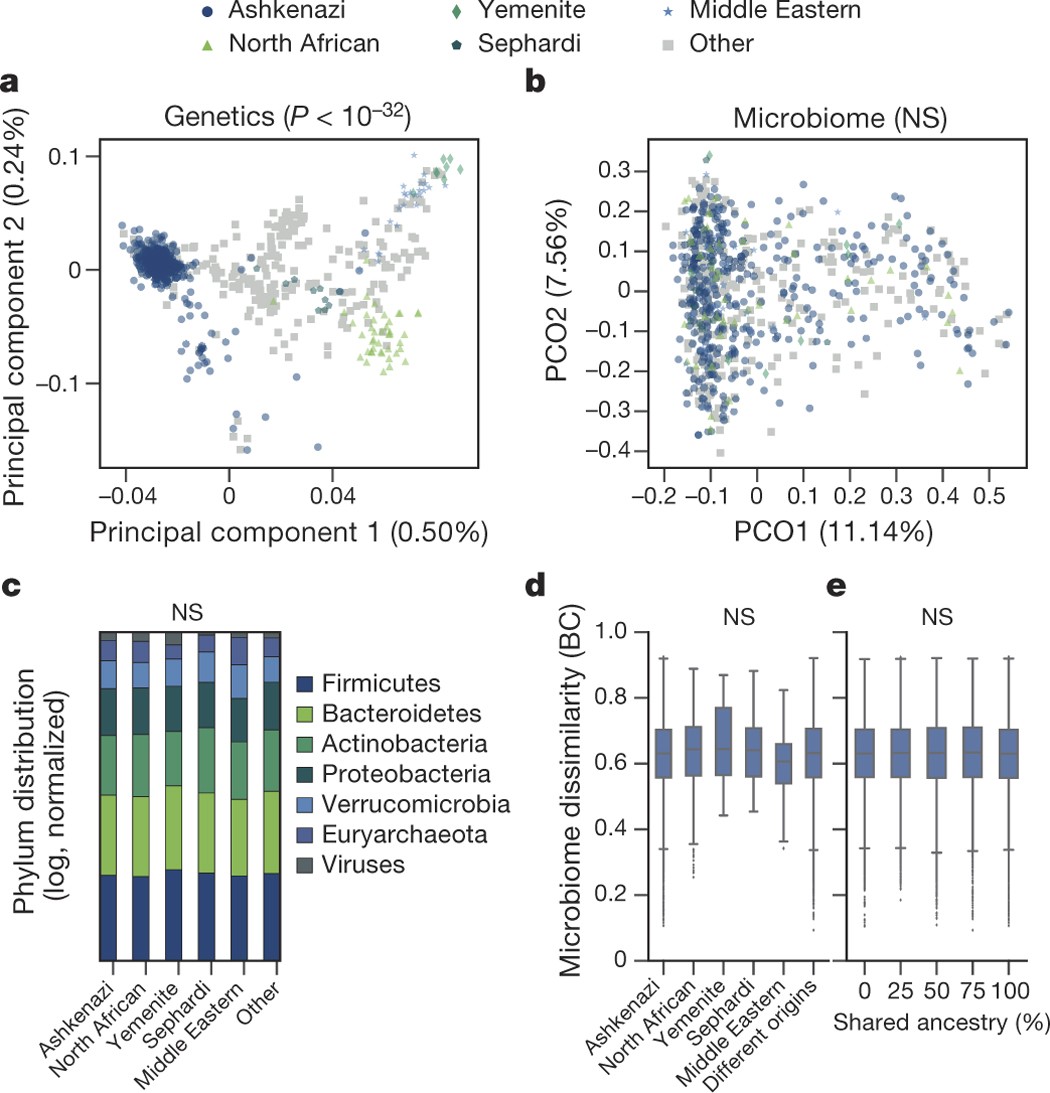 Ashkenazi Yemenite Middle Eastern
North African Sephardi Other
a
Genetics (P < 10–32)
Principal component 2 (0.24%)
0.1
0
–0.1
–0.04 0 0.04
Principal component 1 (0.50%)
b
Microbiome (NS)
PCO2 (7.56%)
0.3
0.2
0.1
0
–0.1
–0.2
–0.3
–0.4
–0.2 –0.1 0 0.1 0.2 0.3 0.4 0.5
PCO1 (11.14%)
c
NS
Phylum distribution
(log, normalized)
Firmicutes
Bacteroidetes
Actinobacteria
Proteobacteria
Verrucomicrobia
Euryarchaeota
Viruses
Ashkenazi
North African
Yemenite
Sephardi
Middle Eastern
Other
d
NS
Microbiome dissimilarity (BC)
1.0
0.8
0.6
0.4
0.2
0
Ashkenazi
North African
Yemenite
Sephardi
Middle Eastern
Different origins
e
NS
0 25 50 75 100
Shared ancestry (%)